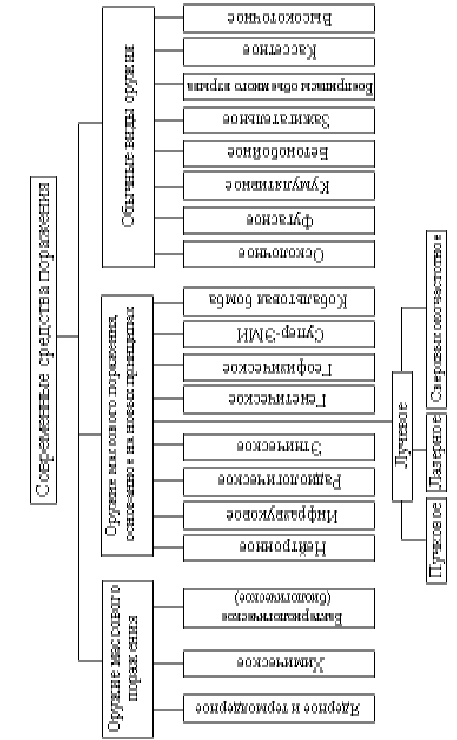 Современные средства поражения
Оружие массового
поражения
Ядерное и термоядерное
Химическое
Бактериологическое
(биологическое)
Оружие массового поражения,
основанное на новых принципах
Нейтронное
Инфразвуковое
Радиологическое
Этническое
Лучевое
Пучковое
Лазерное
Сверхвысокочастотное
Генетическое
Геофизическое
Супер-ЭМИ
Кобальтовая бомба
Обычные виды оружия
Осколочное
Фугасное
Кумулятивное
Бетонобойное
Зажигательное
Боеприпасы объемного взрыва
Кассетное
Высокоточное